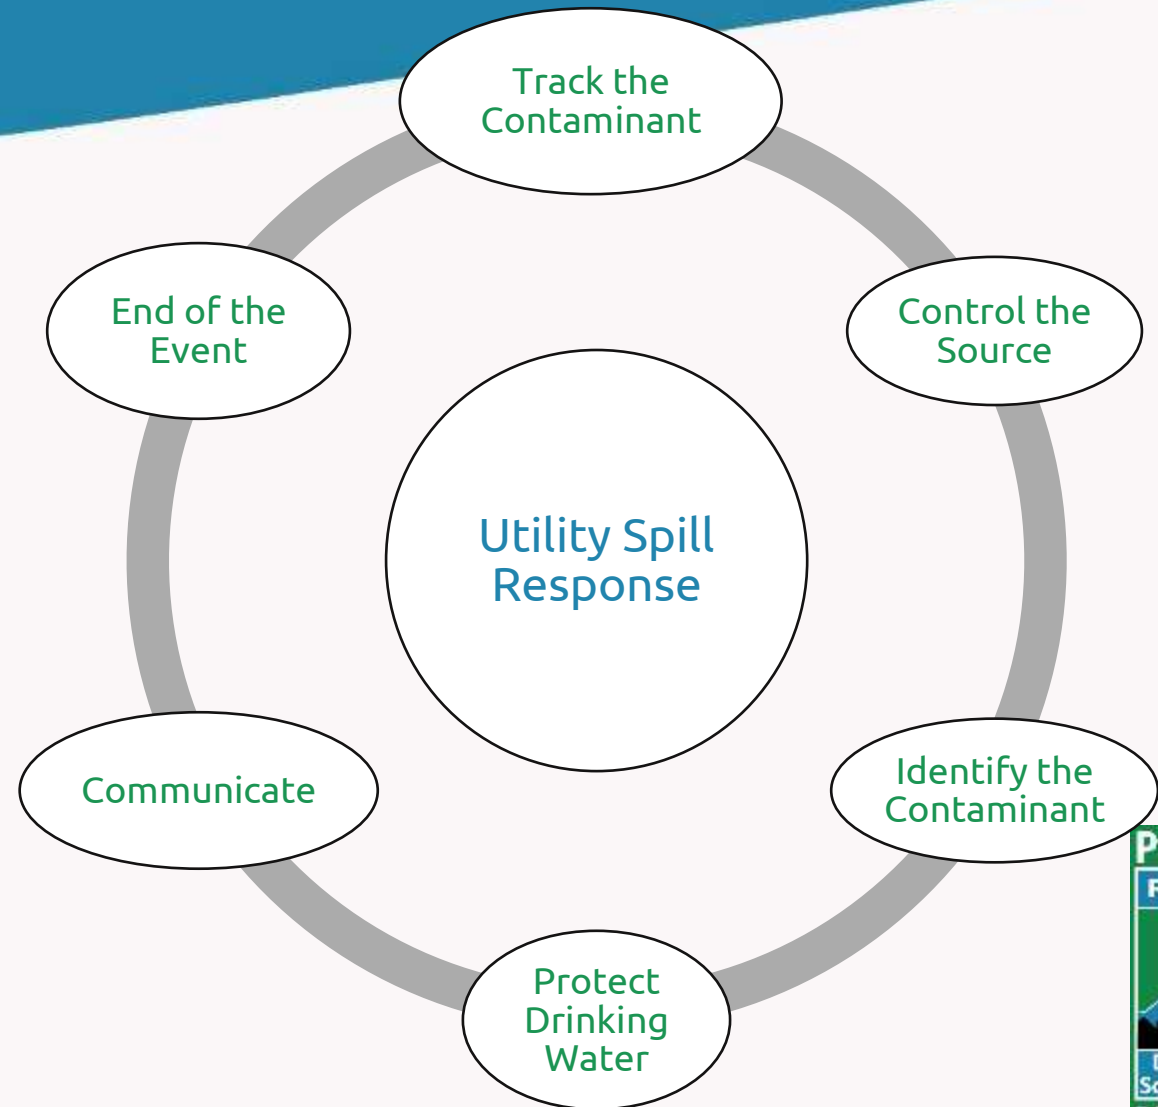 Track the
Contaminant
End of the
Event
Control the
Source
Utility Spill
Response
Communicate
Identify the
Contaminant
Protect
Drinking
Water